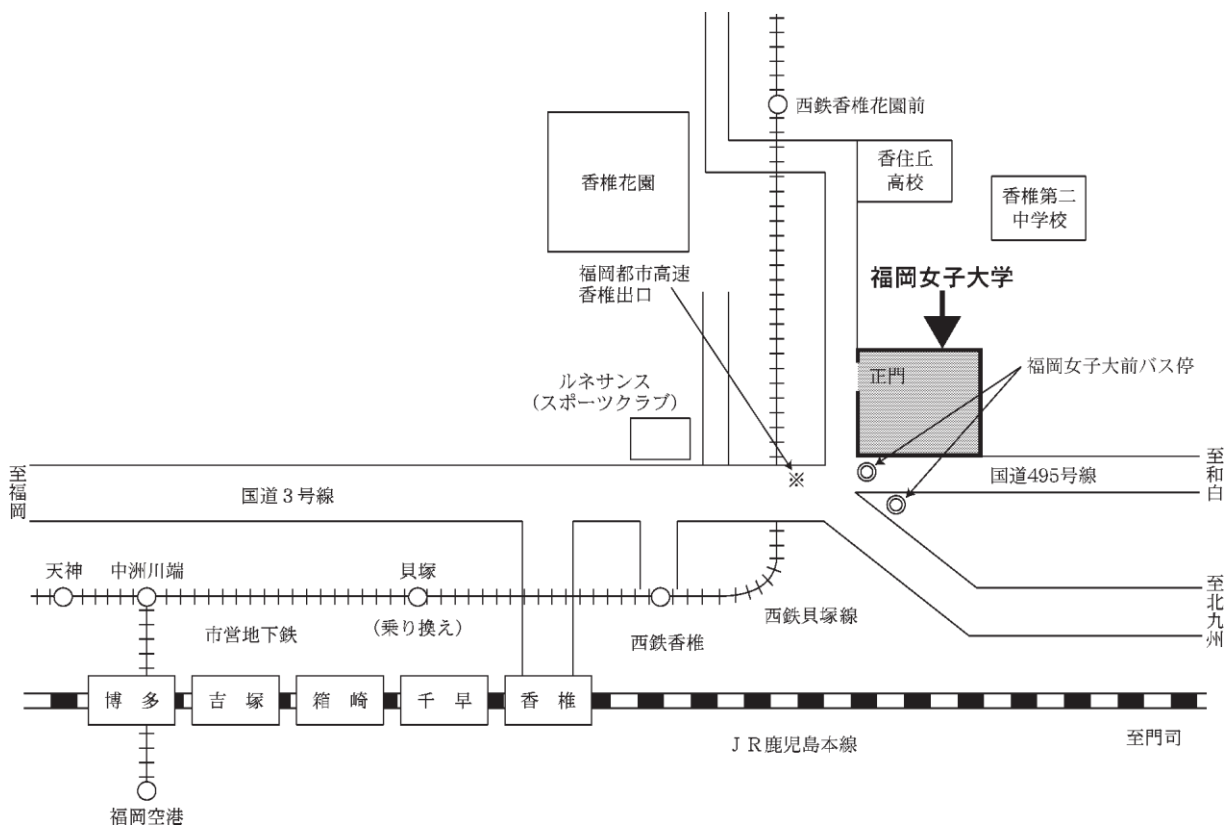 西鉄香椎花園前
香椎花園
香住丘
高校
香椎第二
中学校
福岡都市高速
香椎出口
福岡女子大学
正門
福岡女子大前バス停
ルネサンス
(スポーツクラブ)
至福岡
国道3号線
※
国道495号線
至和白
天神
中洲川端
貝塚
(乗り換え)
市営地下鉄
西鉄香椎
西鉄貝塚線
至北九州
博多
吉塚
箱崎
千早
香椎
JR鹿児島本線
至門司
福岡空港